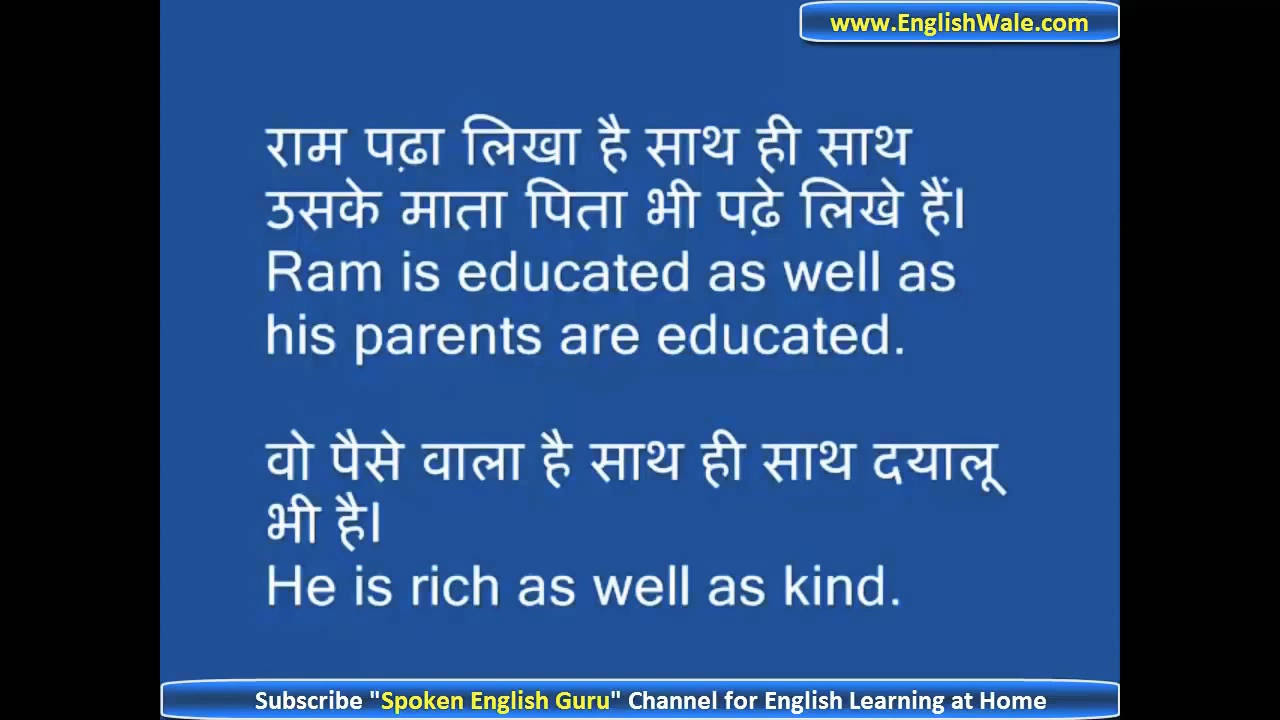 www.EnglishWale.com
राम पढ़ा लिखा है साथ ही साथ
उसके माता पिता भी पढ़े लिखे हैं।
Ram is educated as well as
his parents are educated.
वो पैसे वाला है साथ ही साथ दयालू
भी है।
He is rich as well as kind.
Subscribe "Spoken English Guru" Channel for English Learning at Home